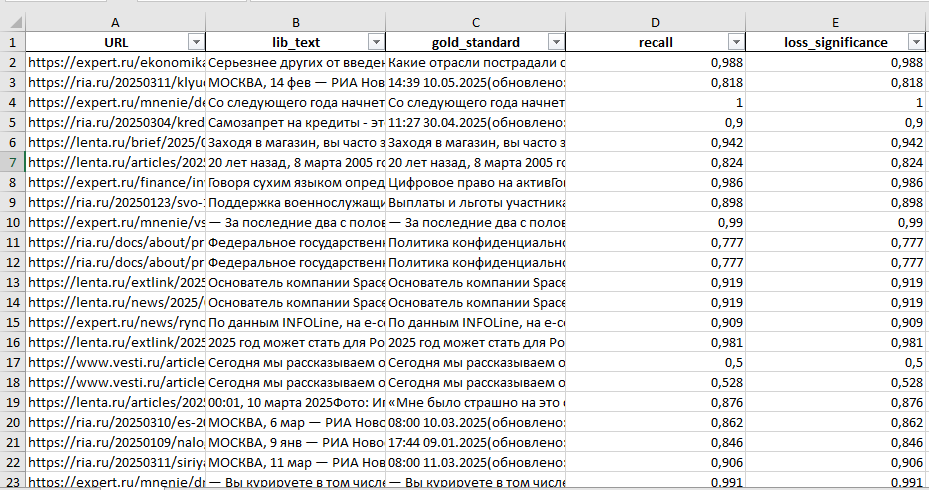 A B C D E
1 URL lib_text gold_standard recall loss_significance
2 https://expert.ru/ekonomika Серьезнее других от введен Какие отрасли пострадали с 0,988 0,988
3 https://ria.ru/20250311/klyu МОСКВА, 14 фев — РИА Нов 14:39 10.05.2025(обновлено: 0,818 0,818
4 https://expert.ru/mnenie/de Со следующего года начнет Со следующего года начнет 1 1
5 https://ria.ru/20250304/kred Самозапрет на кредиты - эт 11:27 30.04.2025(обновлено: 0,9 0,9
6 https://lenta.ru/brief/2025/0 Заходя в магазин, вы часто з Заходя в магазин, вы часто з 0,942 0,942
7 https://lenta.ru/articles/202 20 лет назад, 8 марта 2005 го 20 лет назад, 8 марта 2005 го 0,824 0,824
8 https://expert.ru/finance/in Говоря сухим языком опред Цифровое право на активГо 0,986 0,986
9 https://ria.ru/20250123/svo- Поддержка военнослужащи Выплаты и льготы участника 0,898 0,898
10 https://expert.ru/mnenie/vs — За последние два с полов — За последние два с полов 0,99 0,99
11 https://ria.ru/docs/about/pr Федеральное государствен Политика конфиденциально 0,777 0,777
12 https://ria.ru/docs/about/pr Федеральное государствен Политика конфиденциально 0,777 0,777
13 https://lenta.ru/extlink/2025 Основатель компании Space Основатель компании Space 0,919 0,919
14 https://lenta.ru/news/2025/ Основатель компании Space Основатель компании Space 0,919 0,919
15 https://expert.ru/news/ryno По данным INFOLine, на e-co По данным INFOLine, на e-co 0,909 0,909
16 https://lenta.ru/extlink/2025 2025 год может стать для Ро 2025 год может стать для Ро 0,981 0,981
17 https://www.vesti.ru/article Сегодня мы рассказываем о Сегодня мы рассказываем о 0,5 0,5
18 https://www.vesti.ru/article Сегодня мы рассказываем о Сегодня мы рассказываем о 0,528 0,528
19 https://lenta.ru/articles/202 00:01, 10 марта 2025Фото: Иг «Мне было страшно на это с 0,876 0,876
20 https://ria.ru/20250310/es-20 МОСКВА, 6 мар — РИА Ново 08:00 10.03.2025(обновлено: 0,862 0,862
21 https://ria.ru/20250109/nalo МОСКВА, 9 янв — РИА Ново 17:44 09.01.2025(обновлено: 0,846 0,846
22 https://ria.ru/20250311/siriya МОСКВА, 11 мар — РИА Нов 08:00 11.03.2025(обновлено: 0,906 0,906
23 https://expert.ru/mnenie/dr — Вы курируете в том числе — Вы курируете в том числе 0,991 0,991